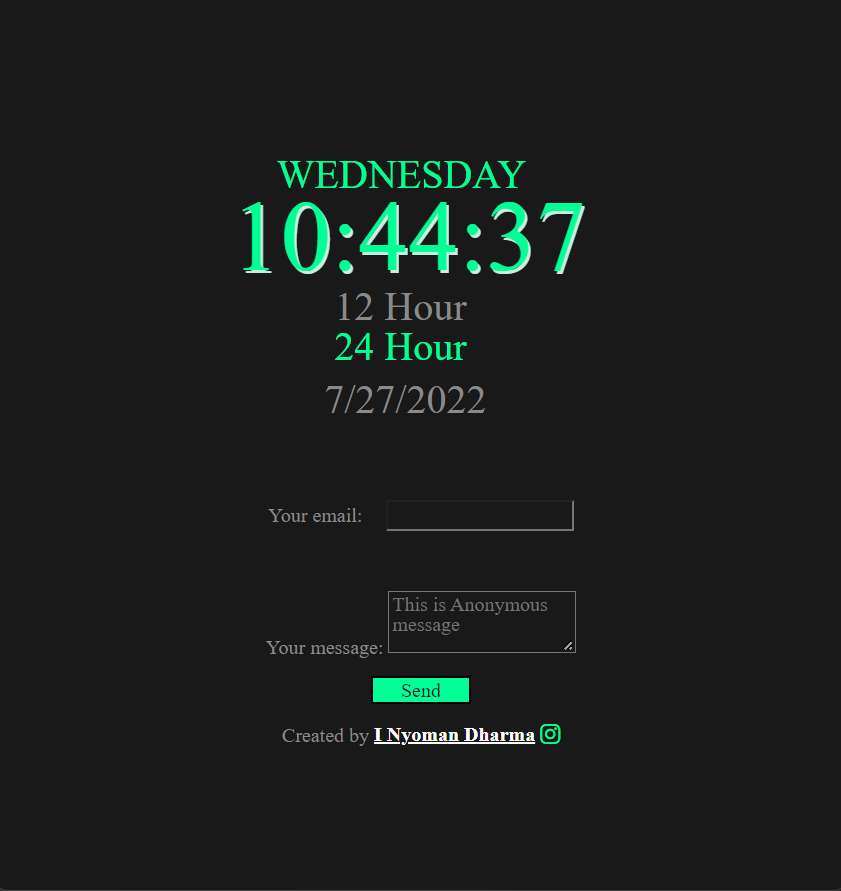 WEDNESDAY
10:44:37
12 Hour
24 Hour
7/27/2022
Your email:
This is Anonymous
message
Your message:
Send
Created by I Nyoman Dharma